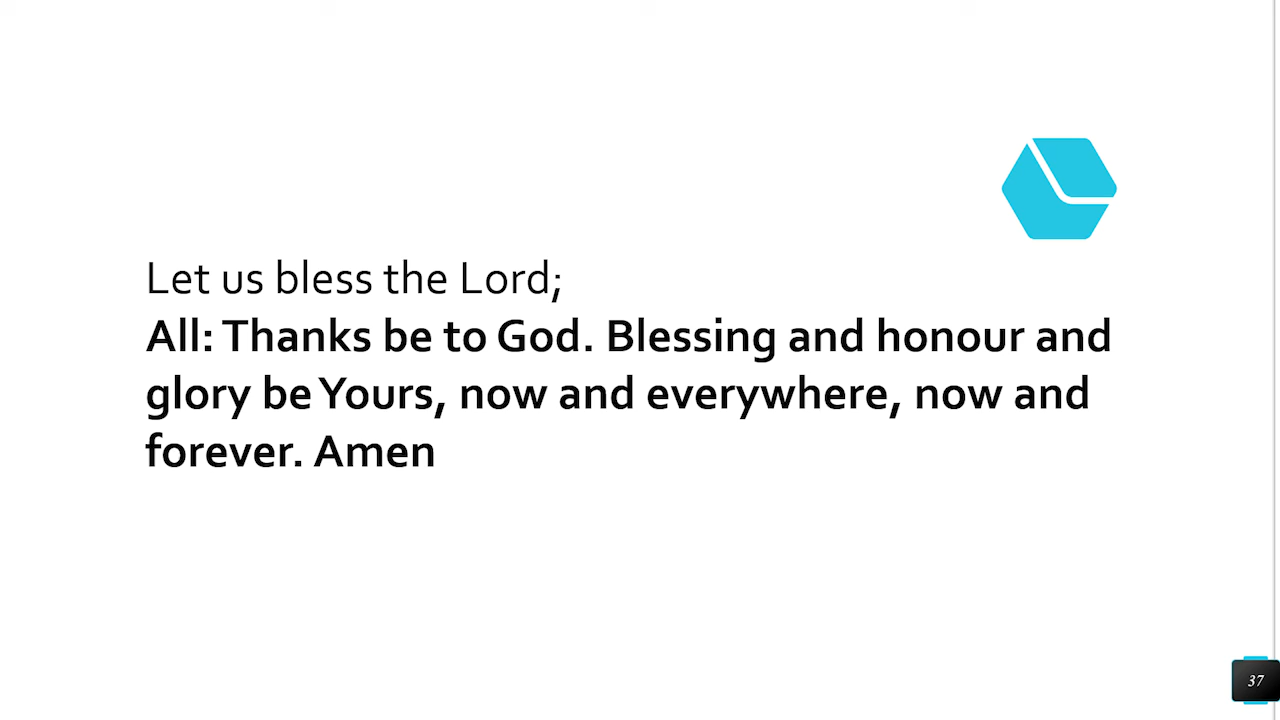 Let us bless the Lord;
All: Thanks be to God. Blessing and honour and
glory be Yours, now and everywhere, now and
forever. Amen
37